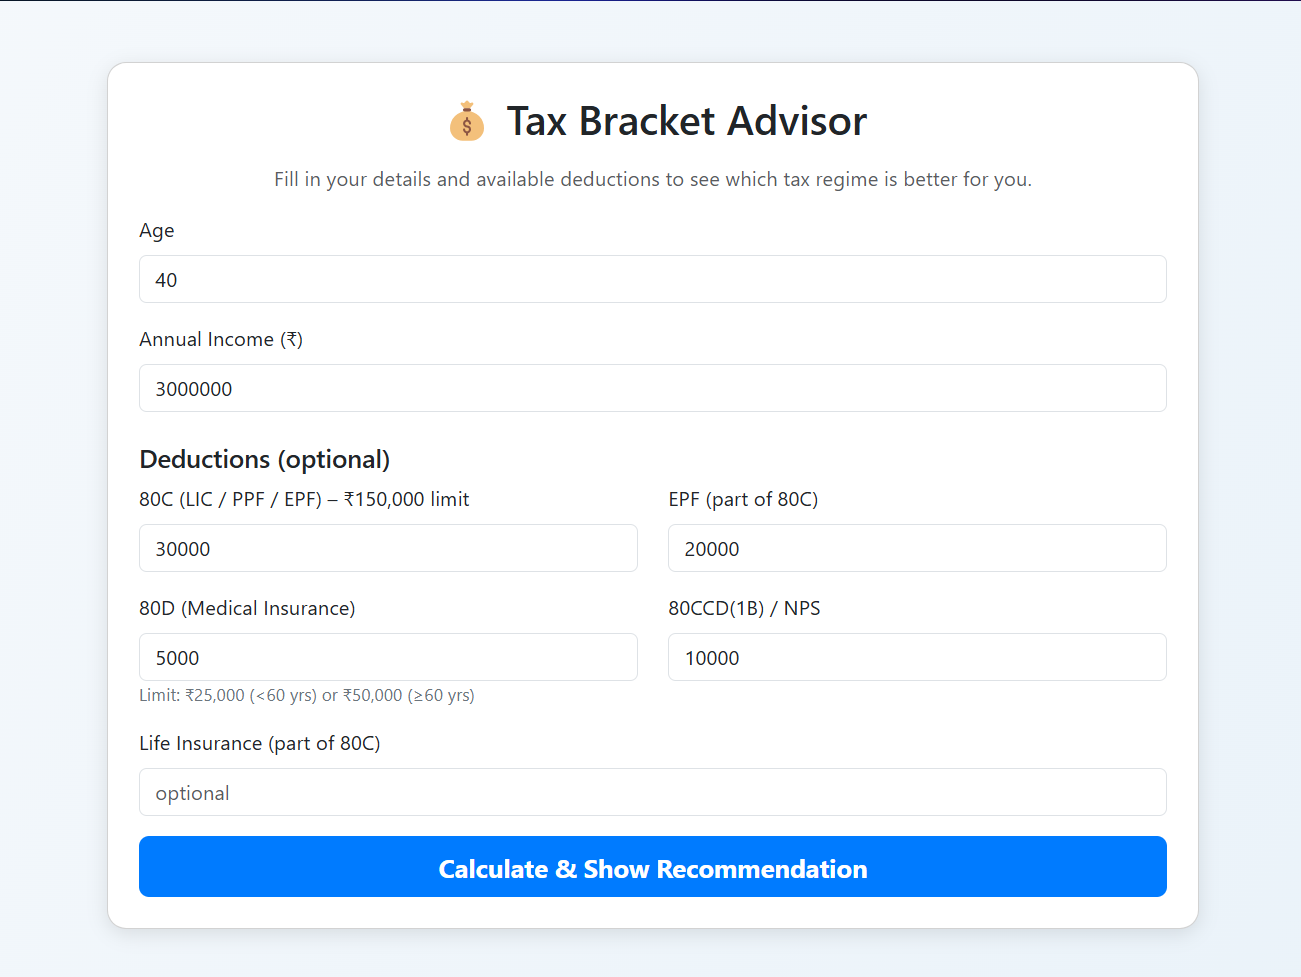 Tax Bracket Advisor
Fill in your details and available deductions to see which tax regime is better for you.
Age
40
Annual Income (₹)
3000000
Deductions (optional)
80C (LIC / PPF / EPF) – ₹150,000 limit
30000
EPF (part of 80C)
20000
80D (Medical Insurance)
5000
Limit: ₹25,000 (<60 yrs) or ₹50,000 (≥60 yrs)
80CCD(1B) / NPS
10000
Life Insurance (part of 80C)
optional
Calculate & Show Recommendation